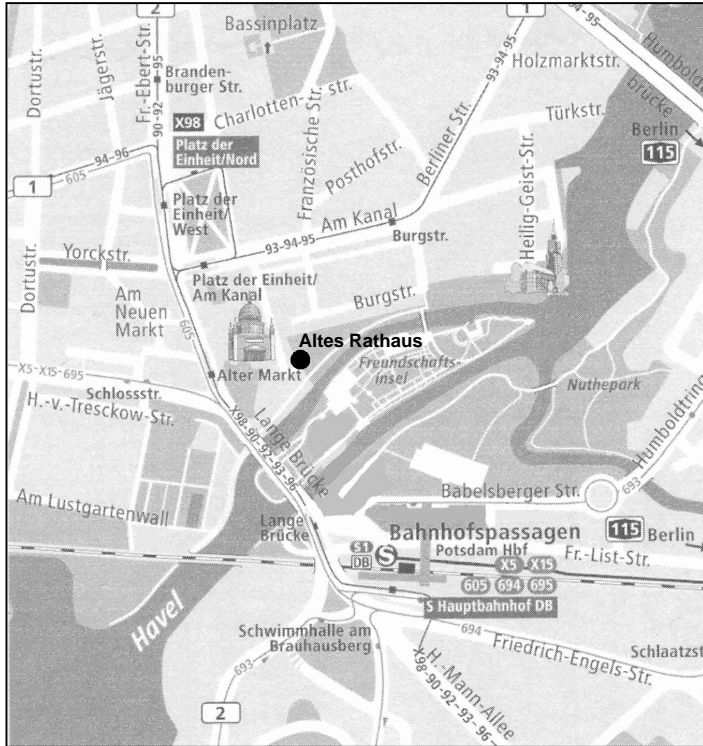 2
1
Bassinplatz
Dortustr.
Jägerstr.
Fr.-Ebert-Str.
90-92
-95
Branden-
burger Str.
Charlotten-
str.
Französische Str.
Holzmarktstr.
Humboldt-
brücke
93-94-95
Berliner Str.
Türkstr.
Berlin
115
X98
Platz der
Einheit/Nord
Posthofstr.
Heilig-Geist-Str.
605
94-96
1
Platz der
Einheit/
West
Am Kanal
Burgstr.
93-94-95
Yorckstr.
Dortustr.
Platz der Einheit/
Am Kanal
Am
Neuen
Markt
605
Burgstr.
Altes Rathaus
Freundschafts-
insel
Alter Markt
X5-X15-695
Schlossstr.
H.-v.-Tresckow-Str.
Nuthepark
Humboldtring
693
X98-90-92-93-96
Lange Brücke
Am Lustgartenwall
Babelsberger Str.
Lange
Brücke
Bahnhofspassagen
115
Berlin
S1
DB
S
Potsdam Hbf
Fr.-List-Str.
X5
X15
605
694
695
S Hauptbahnhof DB
Havel
694
Schwimmhalle am
Brauhausberg
693
Friedrich-Engels-Str.
Schlaatzst
H.-Mann-Allee
X98-90-92-93-96
2